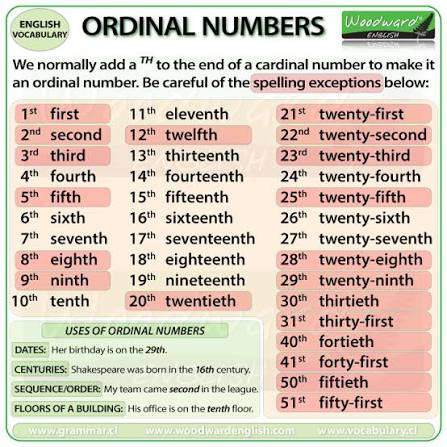 ENGLISH
VOCABULARY
ORDINAL NUMBERS
Woodward®
ENGLISH
We normally add a TH to the end of a cardinal number to make it
an ordinal number. Be careful of the spelling exceptions below:
1st first
2nd second
3rd third
4th fourth
5th fifth
6th sixth
7th seventh
8th eighth
9th ninth
10th tenth
11th eleventh
12th twelfth
13th thirteenth
14th fourteenth
15th fifteenth
16th sixteenth
17th seventeenth
18th eighteenth
19th nineteenth
20th twentieth
21st twenty-first
22nd twenty-second
23rd twenty-third
24th twenty-fourth
25th twenty-fifth
26th twenty-sixth
27th twenty-seventh
28th twenty-eighth
29th twenty-ninth
30th thirtieth
31st thirty-first
40th fortieth
41st forty-first
50th fiftieth
51st fifty-first
USES OF ORDINAL NUMBERS
DATES: Her birthday is on the 29th.
CENTURIES: Shakespeare was born in the 16th century.
SEQUENCE/ORDER: My team came second in the league.
FLOORS OF A BUILDING: His office is on the tenth floor.
www.grammar.cl www.woodwardenglish.com www.vocabulary.cl